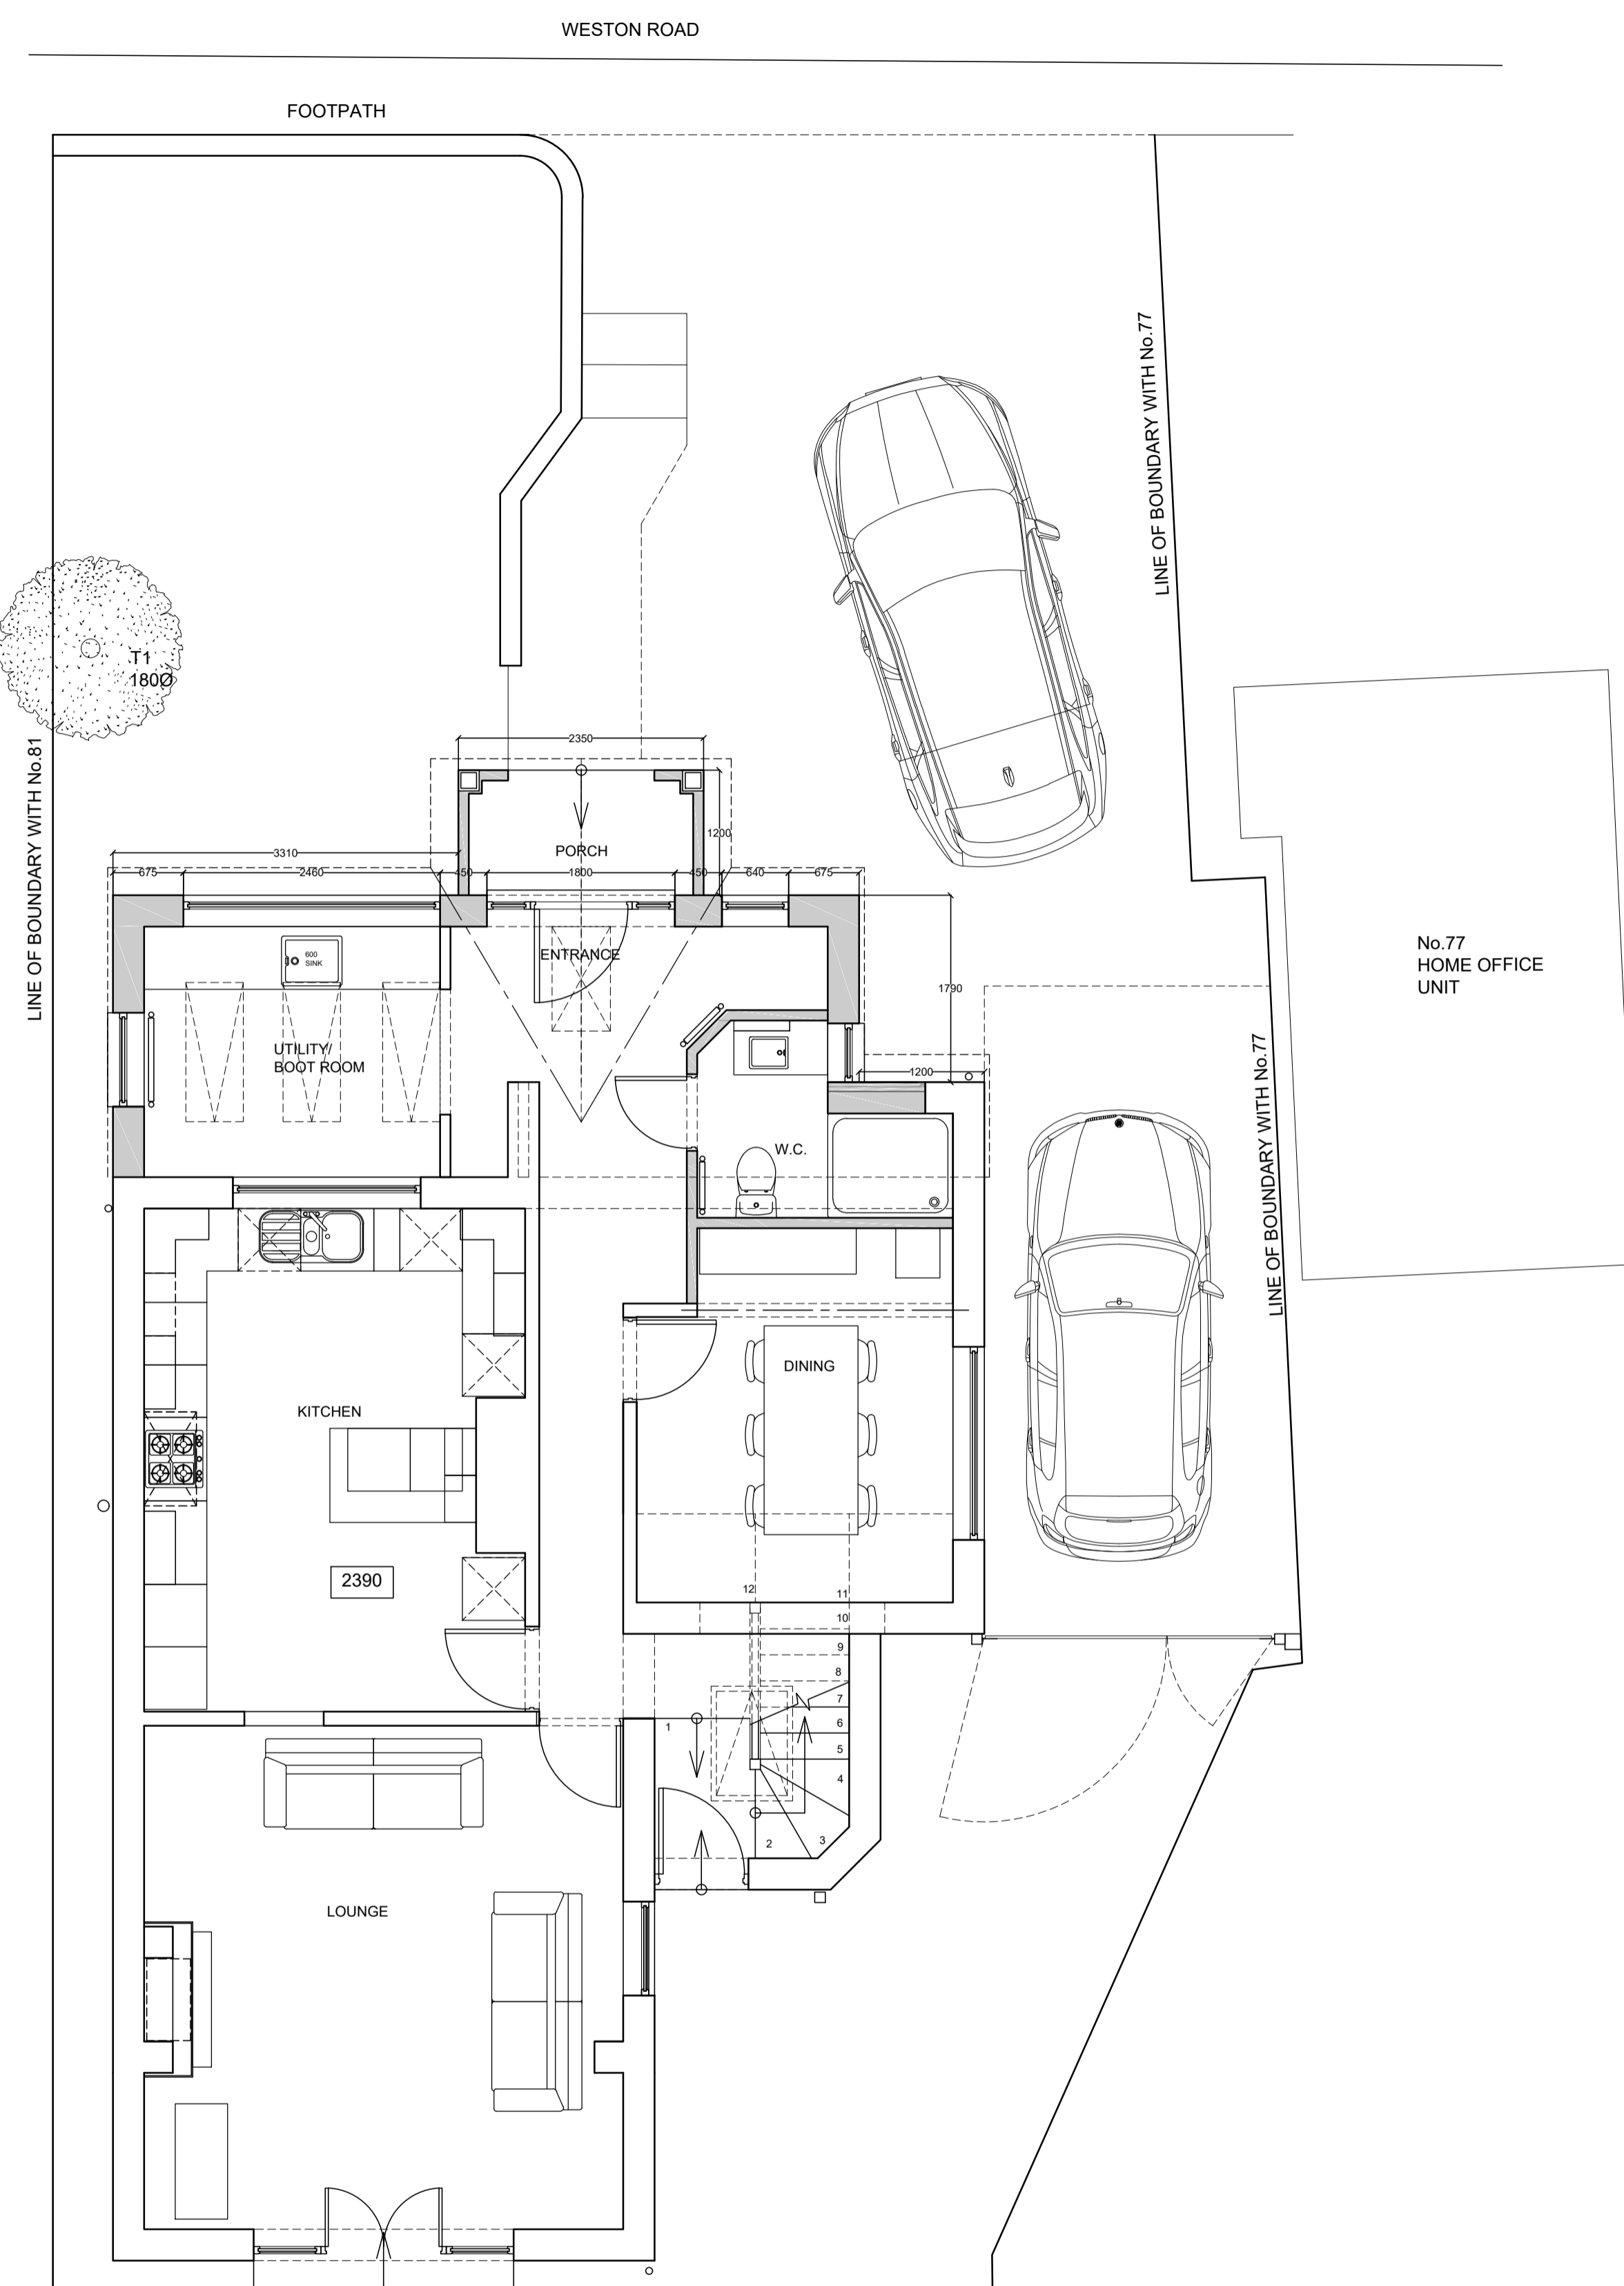 WESTON ROAD
FOOTPATH
LINE OF BOUNDARY WITH No.77
T1
180Ø
LINE OF BOUNDARY WITH No.81
2350
1200
3310
PORCH
675
2460
450
1800
450
640
675
600
SINK
ENTRANCE
No.77
HOME OFFICE
UNIT
1790
UTILITY/
BOOT ROOM
1200
LINE OF BOUNDARY WITH No.77
W.C.
DINING
KITCHEN
2390
12
11
10
9
8
7
6
5
4
3
2
1
LOUNGE